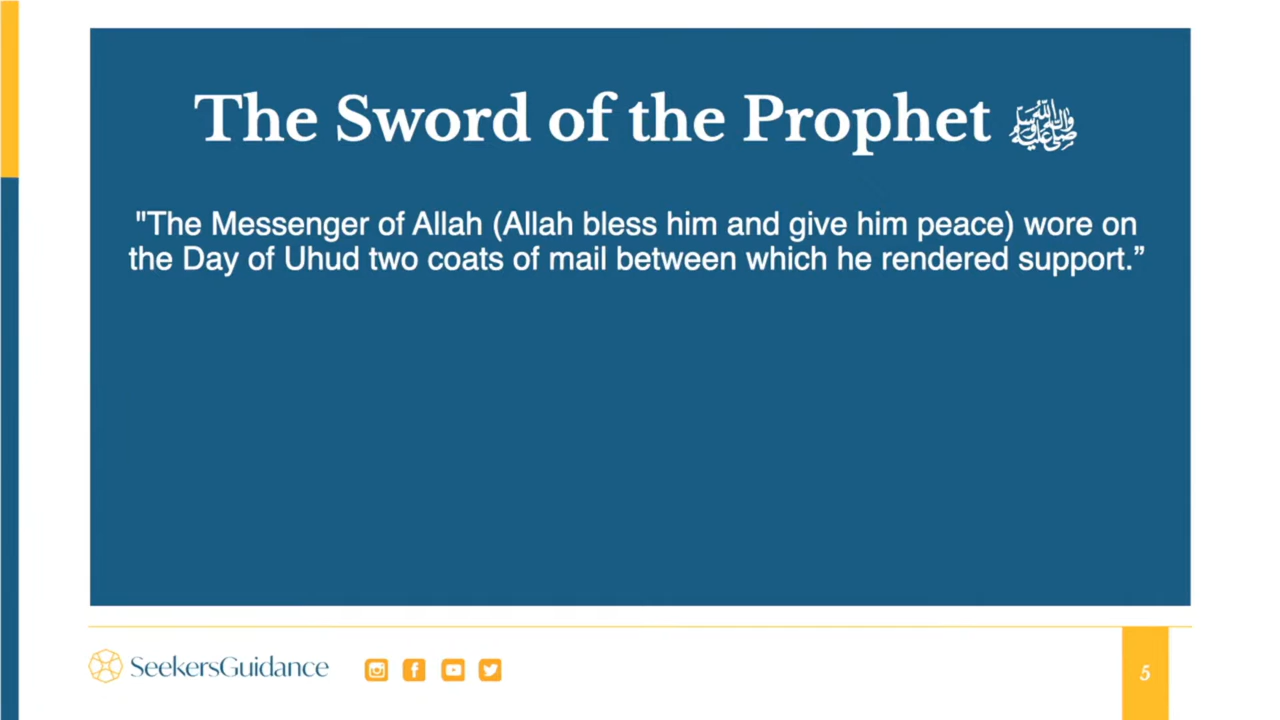 The Sword of the Prophet ﷺ
"The Messenger of Allah (Allah bless him and give him peace) wore on
the Day of Uhud two coats of mail between which he rendered support.”
SeekersGuidance
5